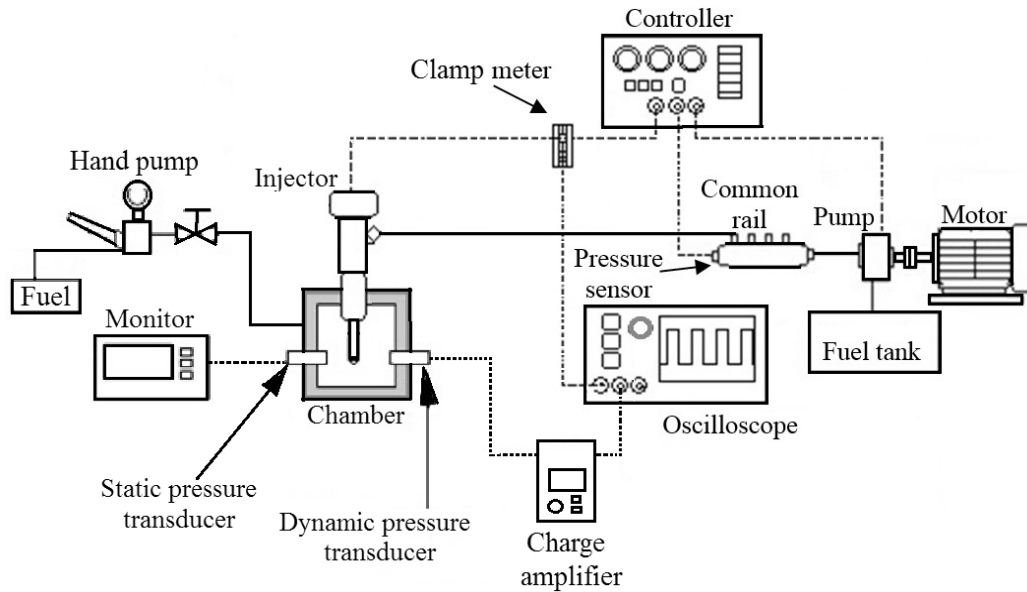 Controller
Clamp meter
Hand pump
Injector
Common
rail
Pump
Motor
Pressure
sensor
Fuel
Monitor
Fuel tank
Chamber
Oscilloscope
Static pressure
transducer
Dynamic pressure
transducer
Charge
amplifier